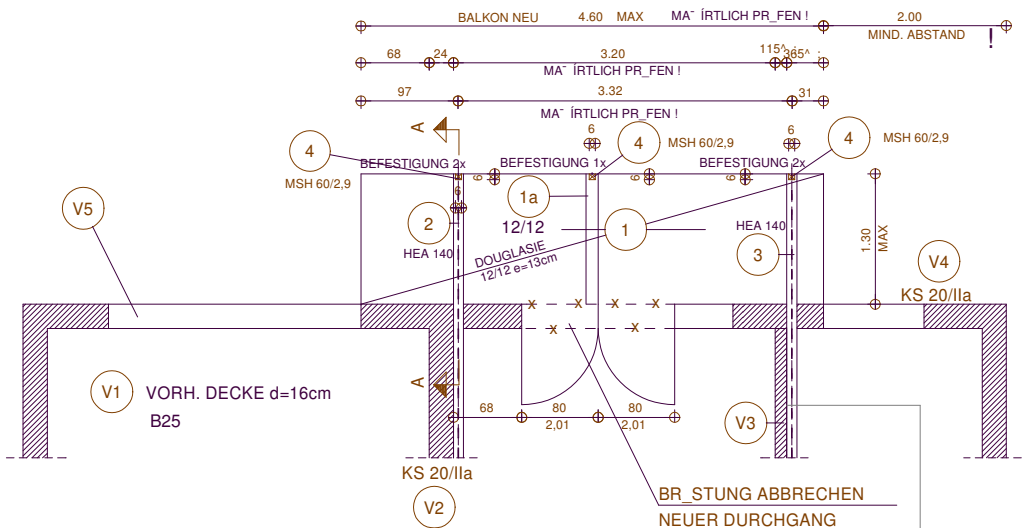 BALKON NEU 4.60 MAX MA¯ ÍRTLICH PR_FEN ! 2.00
MIND. ABSTAND !
68 24 3.20 115^ 365^
MA¯ ÍRTLICH PR_FEN !
97 3.32 31
MA¯ ÍRTLICH PR_FEN !
A
6
6
4
4
MSH 60/2,9
4
MSH 60/2,9
BEFESTIGUNG 2x
BEFESTIGUNG 1x
BEFESTIGUNG 2x
MSH 60/2,9
6
6
6
6
V5
2
1a
12/12
1
HEA 140
HEA 140
3
DOUGLASIE
12/12 e=13cm
1.30
MAX
V4
KS 20/IIa
x x x x
x x
V1
VORH. DECKE d=16cm
B25
A
68 80 80
2,01 2,01
V3
KS 20/IIa
V2
BR_STUNG ABBRECHEN
NEUER DURCHGANG